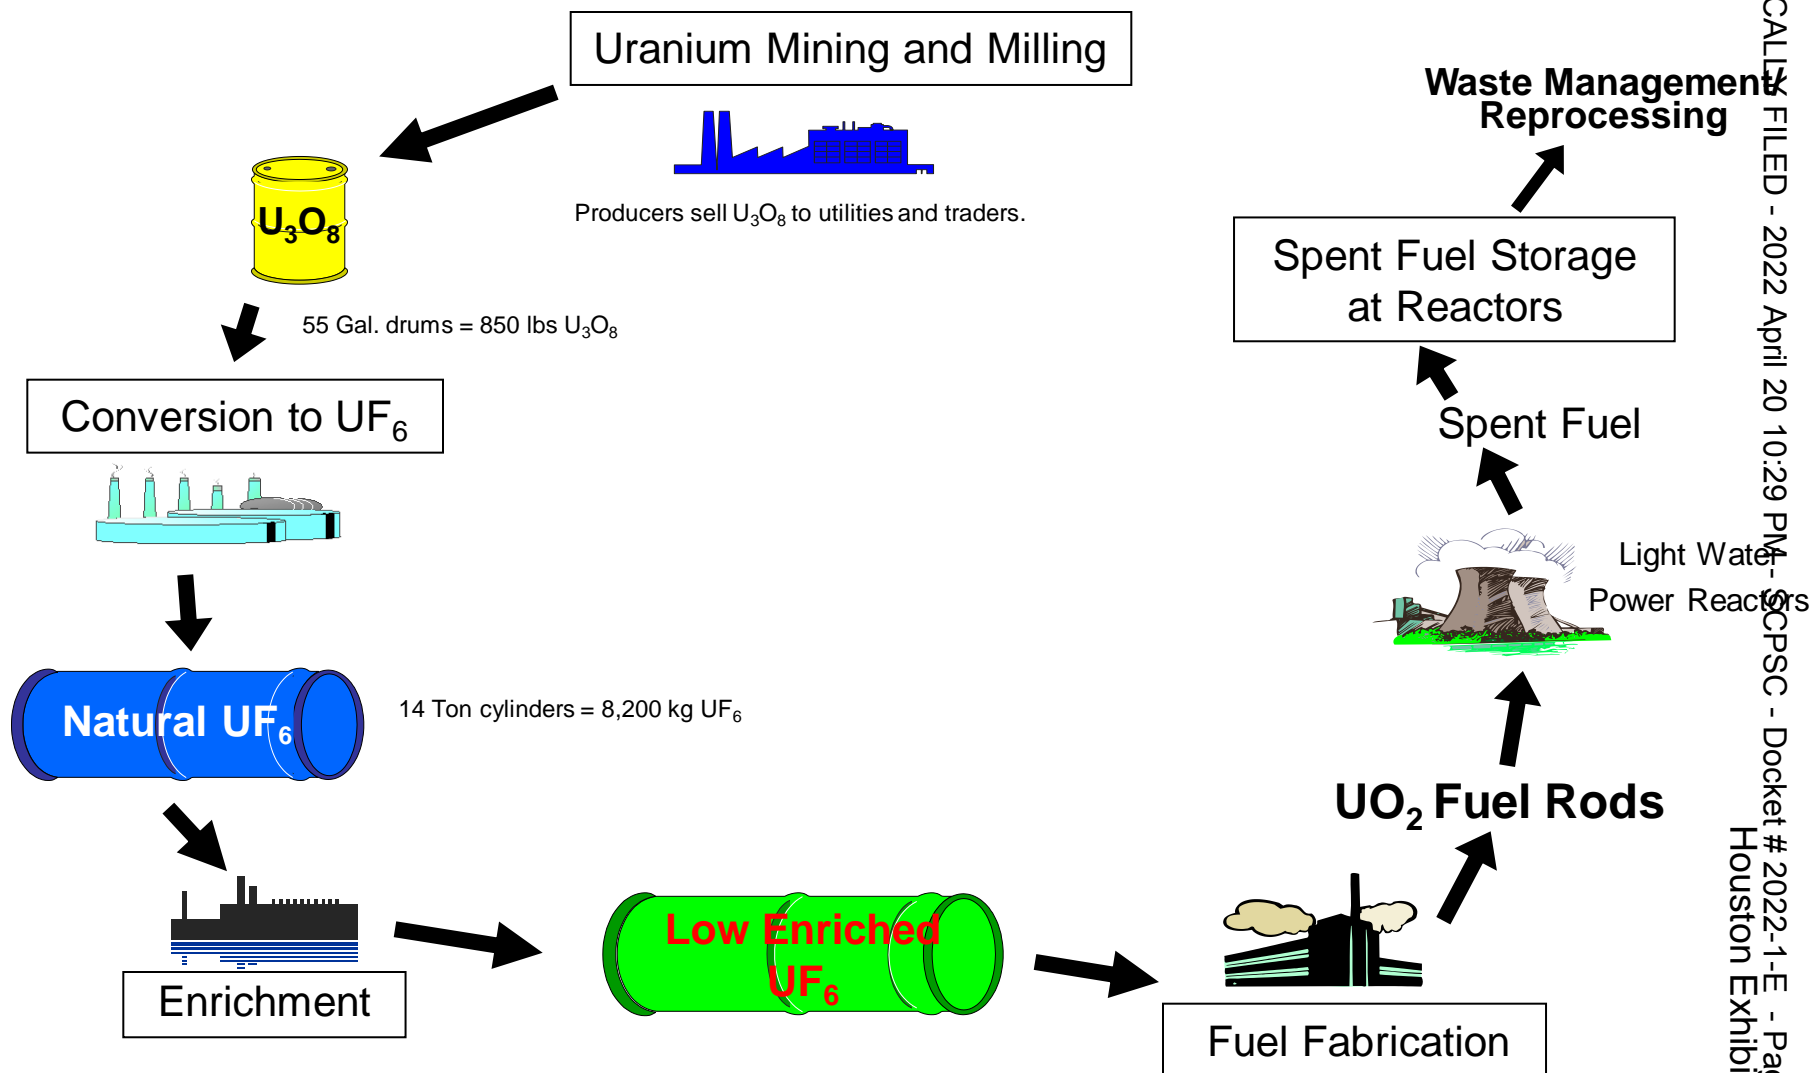 Uranium Mining and Milling
Producers sell U₃O₈ to utilities and traders.
U₃O₈
55 Gal. drums = 850 lbs U₃O₈
Conversion to UF₆
Natural UF₆
14 Ton cylinders = 8,200 kg UF₆
Enrichment
Low Enriched
UF₆
Fuel Fabrication
UO₂ Fuel Rods
Light Water
Power Reactors
Spent Fuel
Spent Fuel Storage
at Reactors
Waste Management/
Reprocessing
FILED - 2022 April 20 10:29 PM - SCPSC - Docket # 2022-1-E -
Houston